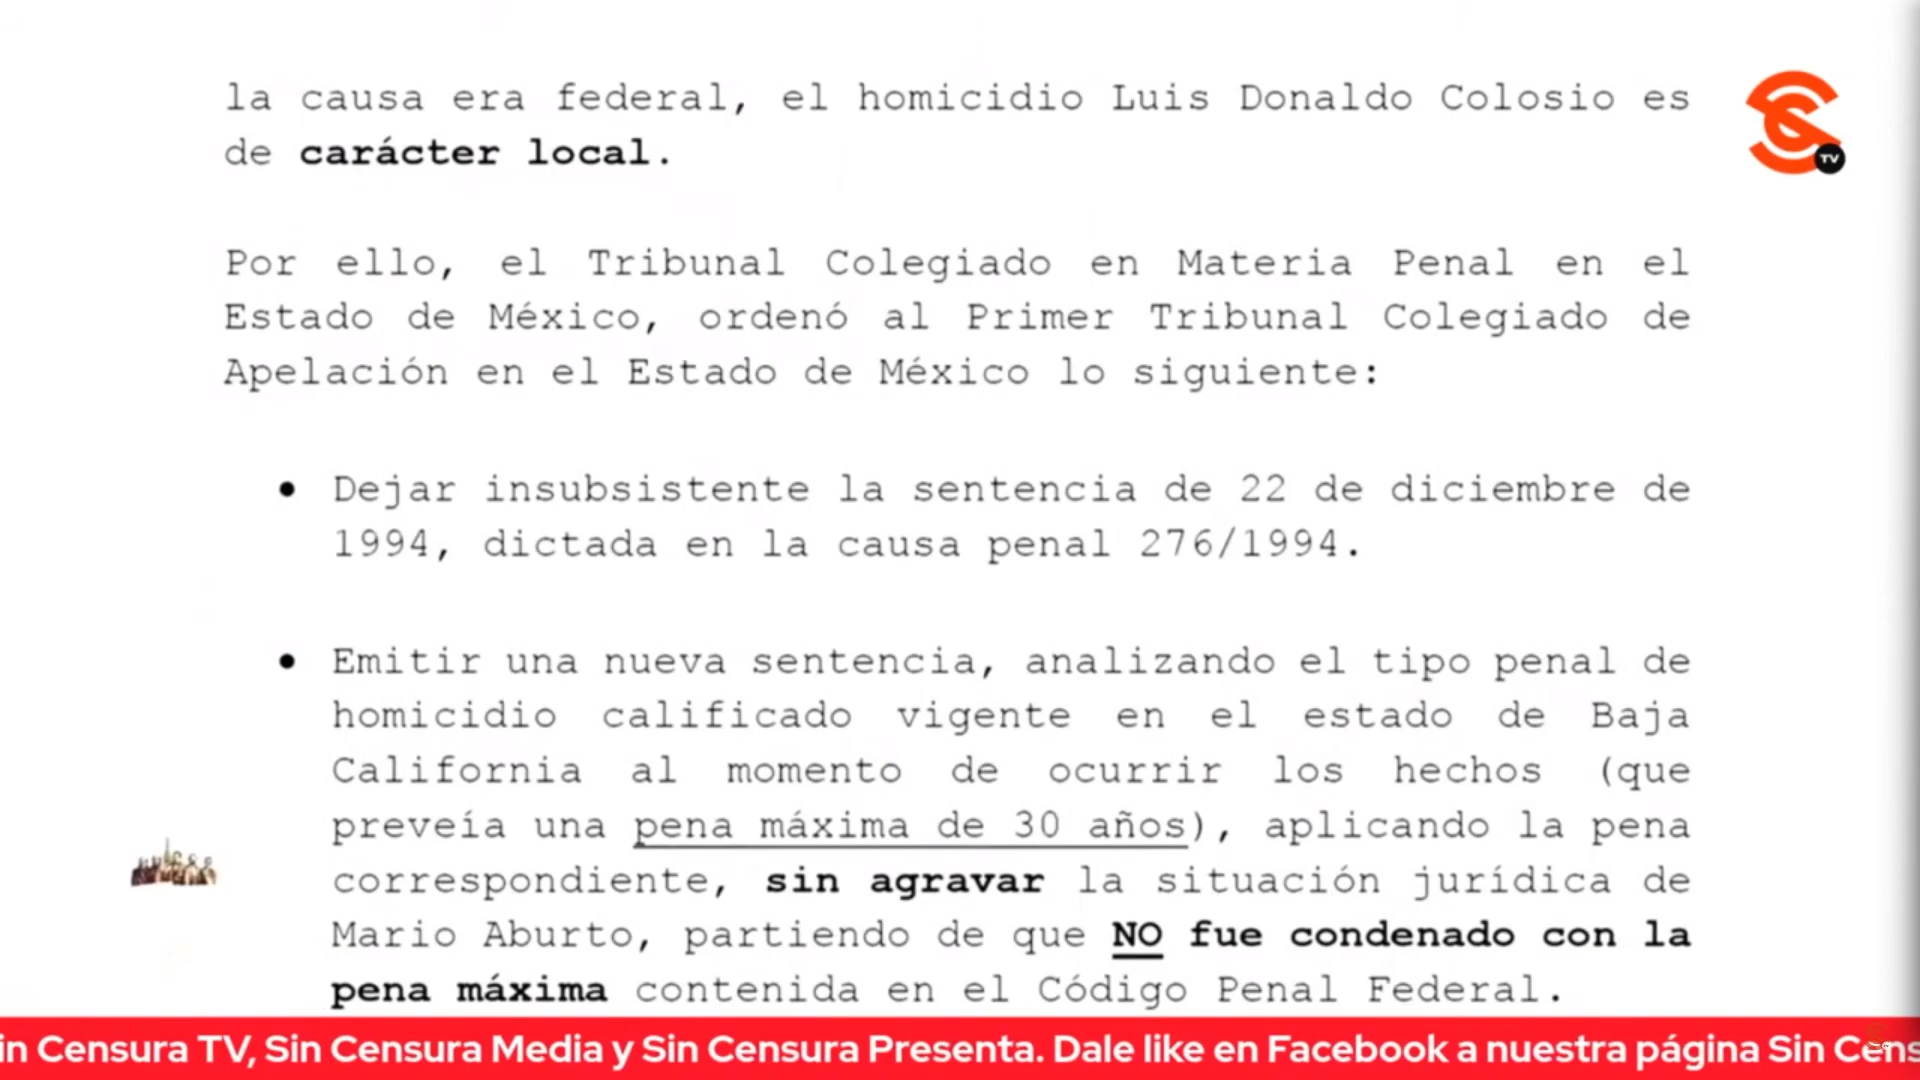 la causa era federal, el homicidio Luis Donaldo Colosio es
de carácter local.
TV
Por ello, el Tribunal Colegiado en Materia Penal en el
Estado de México, ordenó al Primer Tribunal Colegiado de
Apelación en el Estado de México lo siguiente:
• Dejar insubsistente la sentencia de 22 de diciembre de
1994, dictada en la causa penal 276/1994.
• Emitir una nueva sentencia, analizando el tipo penal de
homicidio calificado vigente en el estado de Baja
California al momento de ocurrir los hechos (que
preveía una pena máxima de 30 años), aplicando la pena
correspondiente, sin agravar la situación jurídica de
Mario Aburto, partiendo de que NO fue condenado con la
pena máxima contenida en el Código Penal Federal.
in Censura TV, Sin Censura Media y Sin Censura Presenta. Dale like en Facebook a nuestra página Sin Cens